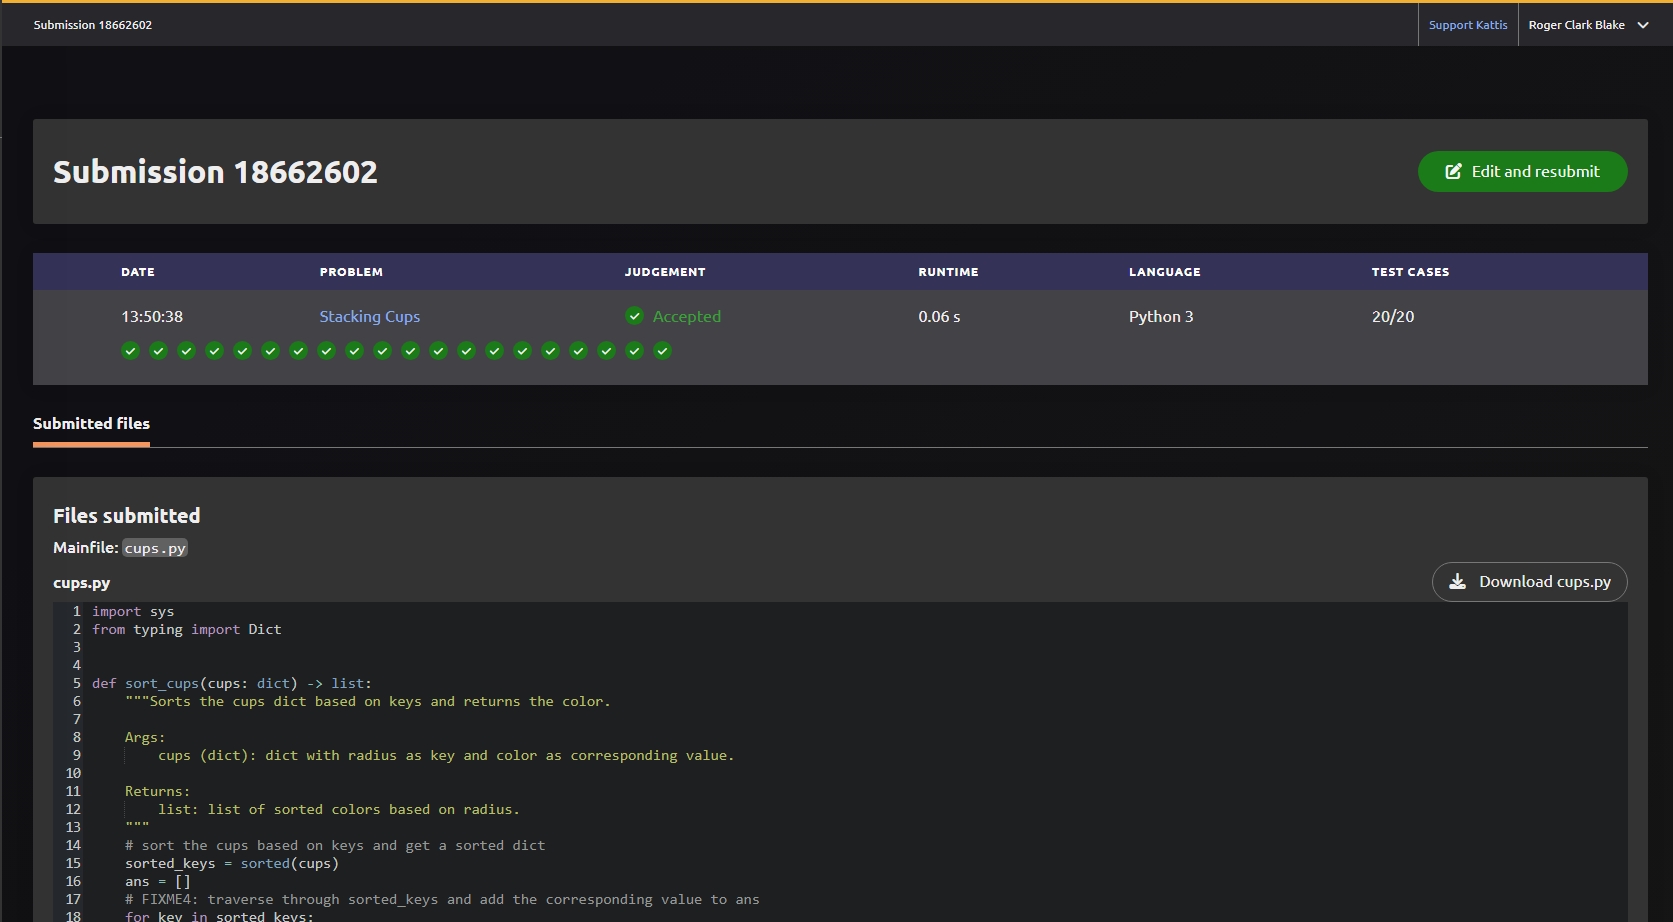 Submission 18662602
Support Kattis
Roger Clark Blake
Submission 18662602
Edit and resubmit
DATE PROBLEM JUDGEMENT RUNTIME LANGUAGE TEST CASES
13:50:38 Stacking Cups Accepted 0.06 s Python 3 20/20
Submitted files
Files submitted
Mainfile: cups.py
cups.py
Download cups.py
1 import sys
2 from typing import Dict
3
4
5 def sort_cups(cups: dict) -> list:
6     """Sorts the cups dict based on keys and returns the color.
7
8     Args:
9         cups (dict): dict with radius as key and color as corresponding value.
10
11     Returns:
12         list: list of sorted colors based on radius.
13     """
14     # sort the cups based on keys and get a sorted dict
15     sorted_keys = sorted(cups)
16     ans = []
17     # FIXME4: traverse through sorted_keys and add the corresponding value to ans
18     for key in sorted_keys: